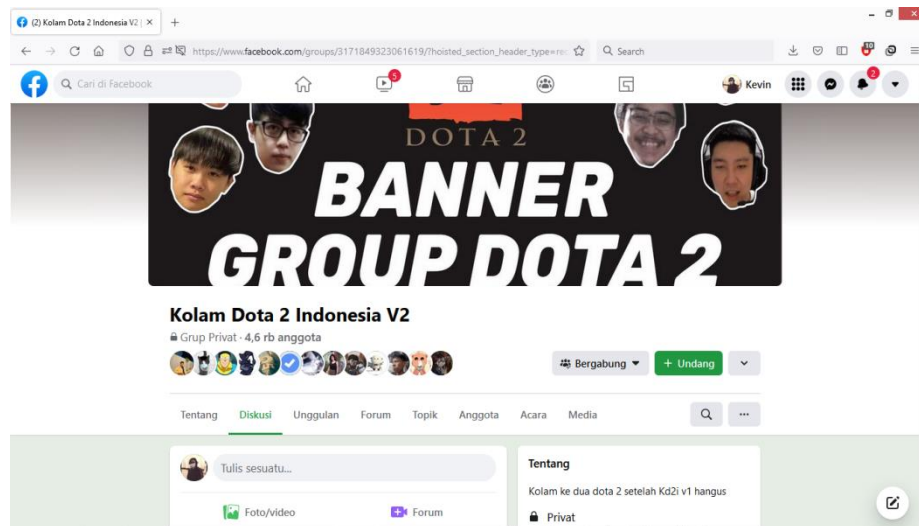 (2) Kolam Dota 2 Indonesia V2 |
https://www.facebook.com/groups/3171849323061619/?hoisted_section_header_type=re
Search
10
Cari di Facebook
5
Kevin
2
DOTA 2
BANNER
GROUP DOTA 2
Kolam Dota 2 Indonesia V2
Grup Privat · 4,6 rb anggota
Bergabung
+ Undang
Tentang Diskusi Unggulan Forum Topik Anggota Acara Media
Tulis sesuatu...
Foto/video
Forum
Tentang
Kolam ke dua dota 2 setelah Kd2i v1 hangus
Privat